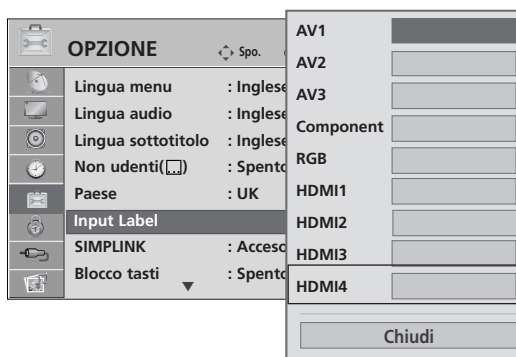 OPZIONE Spo.
Lingua menu : Inglese
Lingua audio : Inglese
Lingua sottotitolo : Inglese
Non udenti( ) : Spento
Paese : UK
Input Label
SIMPLINK : Acceso
Blocco tasti : Spento
AV1
AV2
AV3
Component
RGB
HDMI1
HDMI2
HDMI3
HDMI4
Chiudi